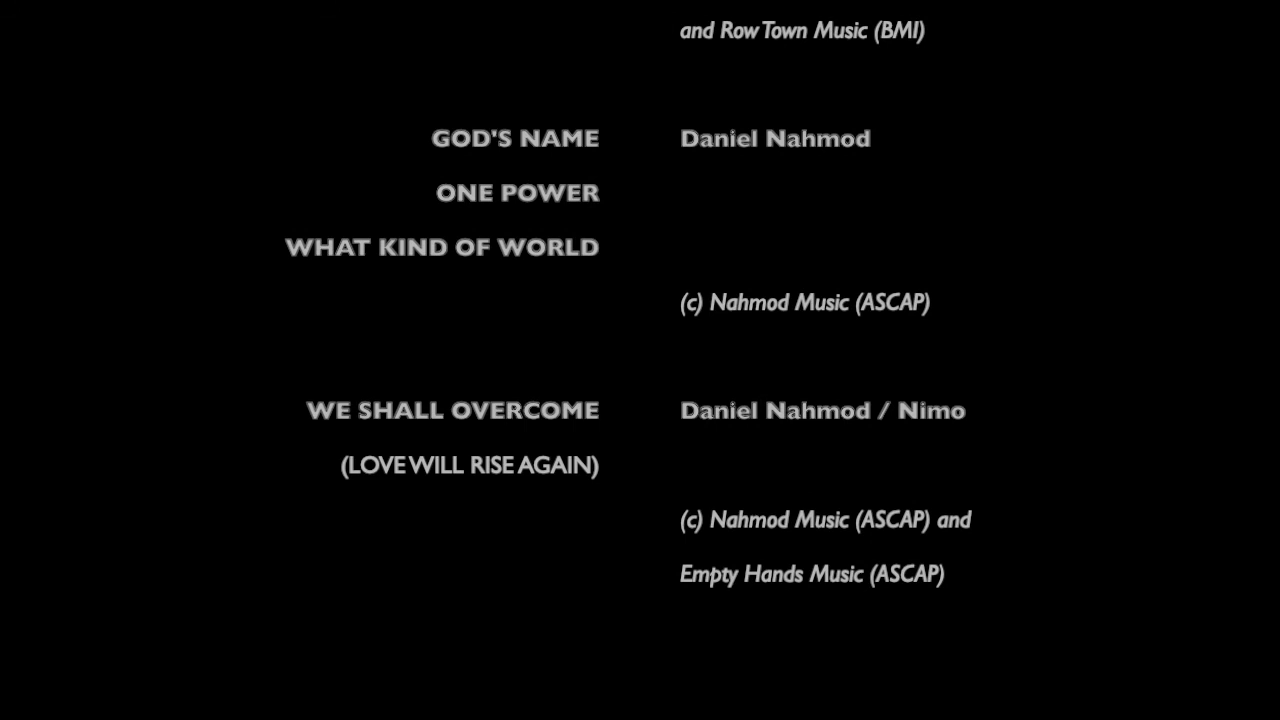 and Row Town Music (BMI)
GOD'S NAME Daniel Nahmod
ONE POWER
WHAT KIND OF WORLD
(c) Nahmod Music (ASCAP)
WE SHALL OVERCOME Daniel Nahmod / Nimo
(LOVE WILL RISE AGAIN)
(c) Nahmod Music (ASCAP) and
Empty Hands Music (ASCAP)